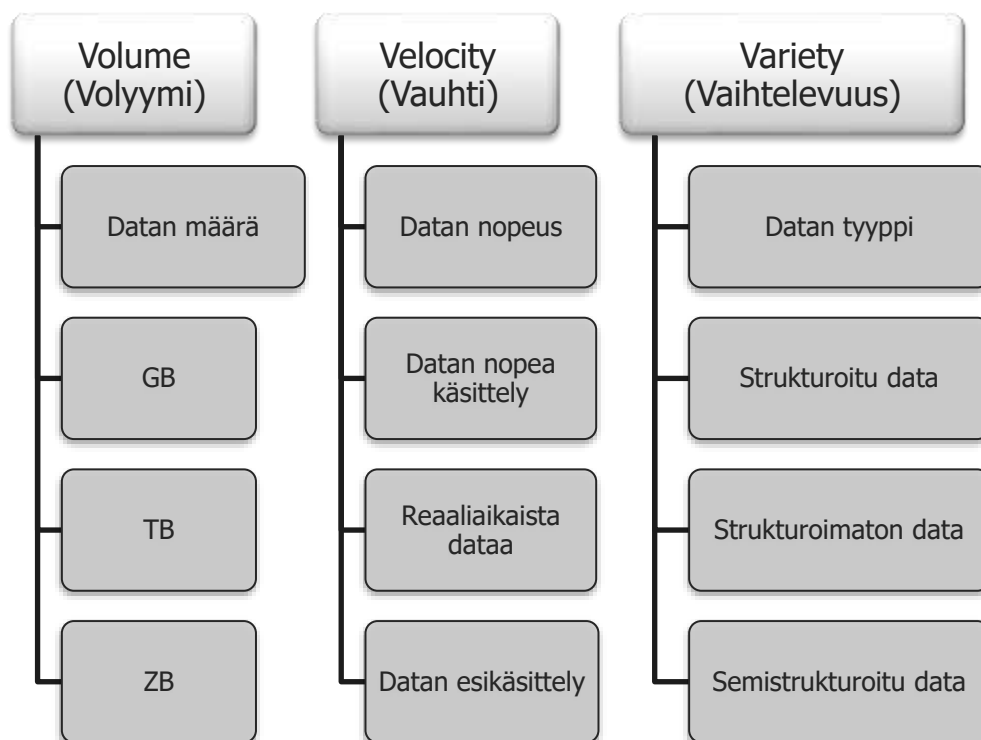 Volume
(Volyymi)
Datan määrä
GB
TB
ZB
Velocity
(Vauhti)
Datan nopeus
Datan nopea
käsittely
Reaaliaikaista
dataa
Datan esikäsittely
Variety
(Vaihtelevuus)
Datan tyyppi
Strukturoitu data
Strukturoimaton data
Semistrukturoitu data